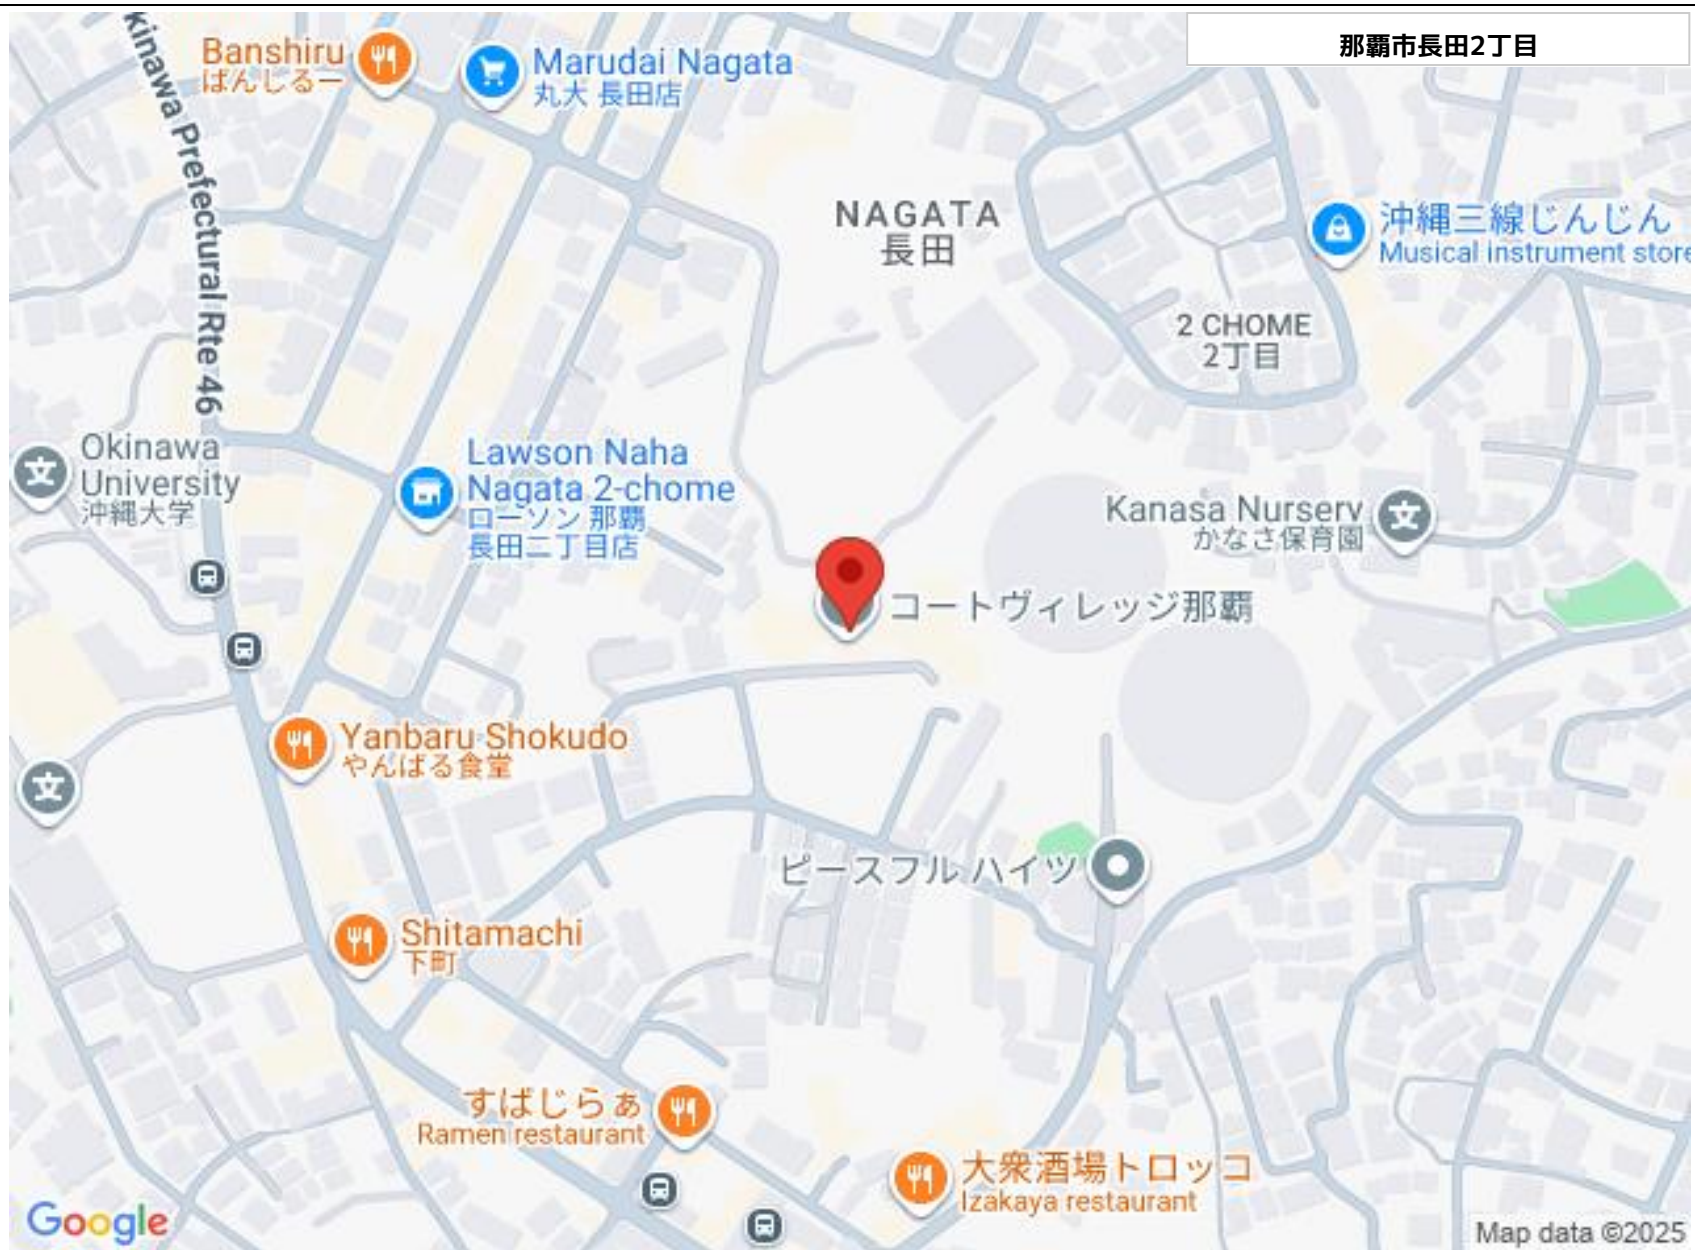 那覇市長田2丁目
Banshiru
ばんしるー
Marudai Nagata
丸大 長田店
kinawa Prefectural Rte 46
NAGATA
長田
沖縄三線じんじん
Musical instrument store
2 CHOME
2丁目
Okinawa
University
沖縄大学
Lawson Naha
Nagata 2-chome
ローソン 那覇
長田二丁目店
Kanasa Nursery
かなさ保育園
コートヴィレッジ那覇
Yanbaru Shokudo
やんばる食堂
ピースフル ハイツ
Shitamachi
下町
すばじらぁ
Ramen restaurant
大衆酒場トロッコ
Izakaya restaurant
Google
Map data ©2025